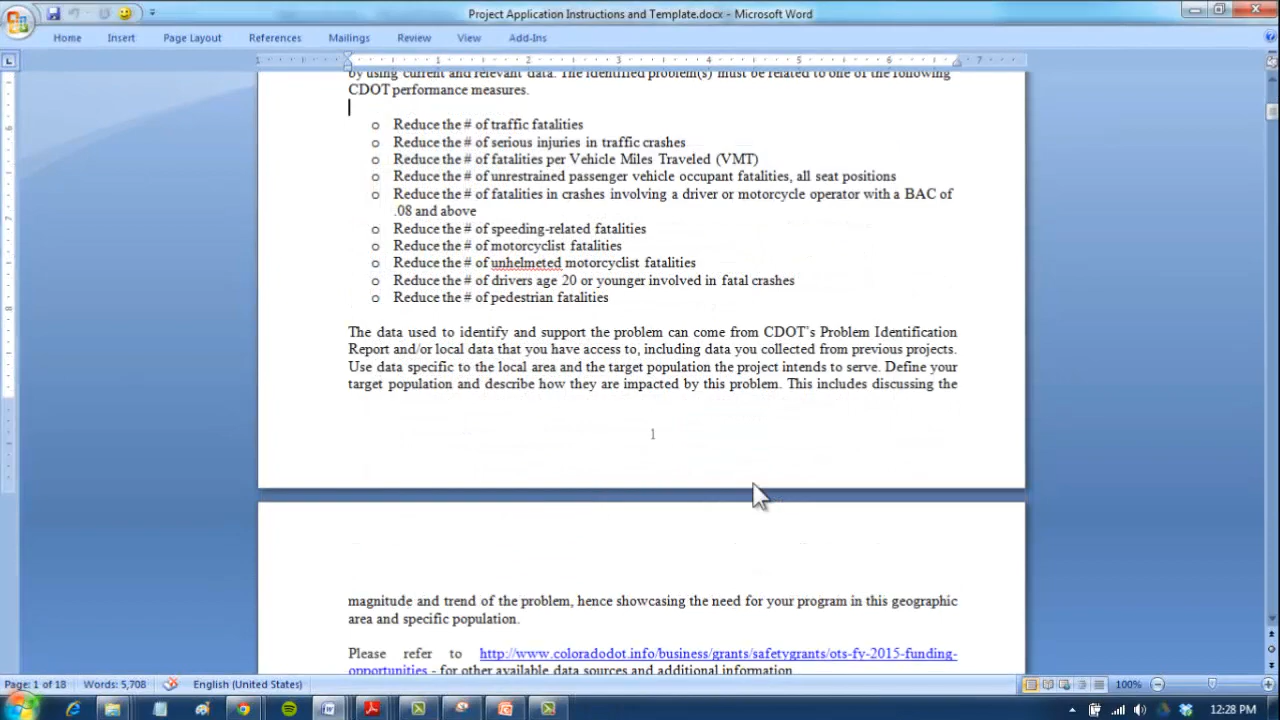 Project Application Instructions and Template.docx - Microsoft Word
Home Insert Page Layout References Mailings Review View Add-Ins
1 1 2 3 4 5 6 7
by using current and relevant data. The identified problem(s) must be related to one of the following
CDOT performance measures.
o Reduce the # of traffic fatalities
o Reduce the # of serious injuries in traffic crashes
o Reduce the # of fatalities per Vehicle Miles Traveled (VMT)
o Reduce the # of unrestrained passenger vehicle occupant fatalities, all seat positions
o Reduce the # of fatalities in crashes involving a driver or motorcycle operator with a BAC of
.08 and above
o Reduce the # of speeding-related fatalities
o Reduce the # of motorcyclist fatalities
o Reduce the # of unhelmeted motorcyclist fatalities
o Reduce the # of drivers age 20 or younger involved in fatal crashes
o Reduce the # of pedestrian fatalities
The data used to identify and support the problem can come from CDOT's Problem Identification
Report and/or local data that you have access to, including data you collected from previous projects.
Use data specific to the local area and the target population the project intends to serve. Define your
target population and describe how they are impacted by this problem. This includes discussing the
1
magnitude and trend of the problem, hence showcasing the need for your program in this geographic
area and specific population.
Please refer to http://www.coloradodot.info/business/grants/safetygrants/ots-fy-2015-funding-
opportunities - for other available data sources and additional information
Page: 1 of 18 Words: 5,708 English (United States) 100%
12:28 PM